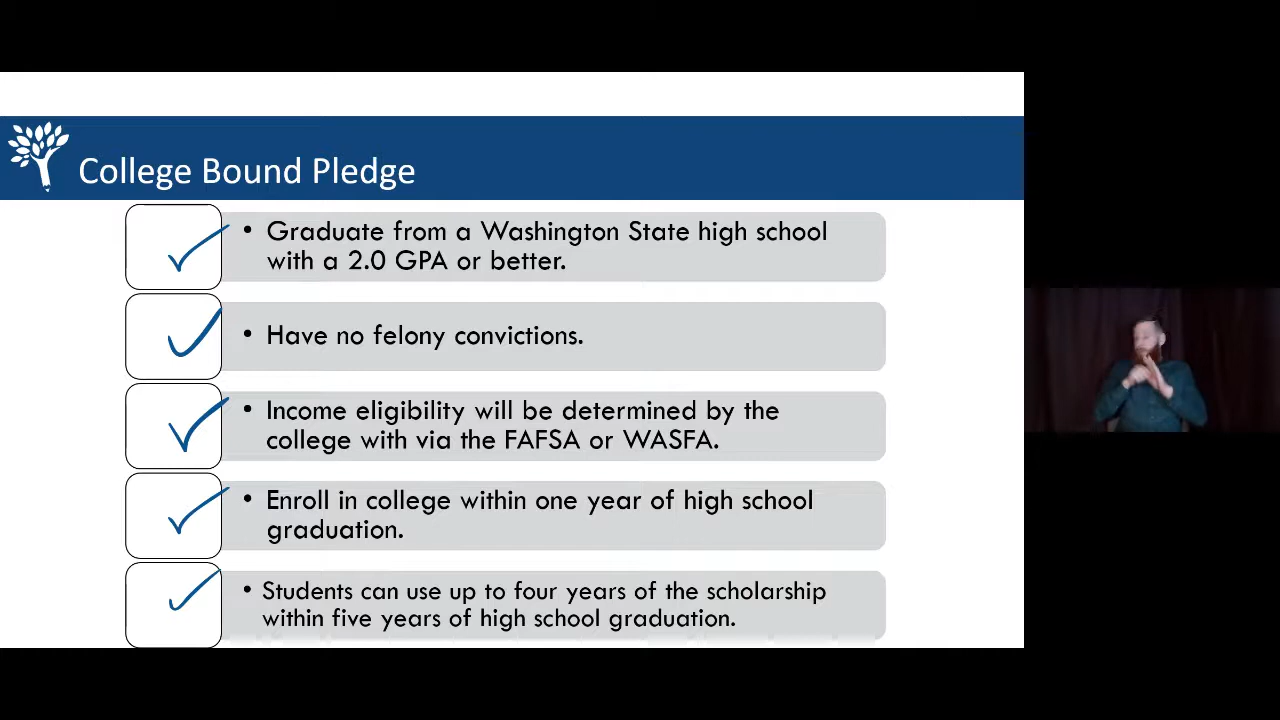 College Bound Pledge
• Graduate from a Washington State high school
with a 2.0 GPA or better.
• Have no felony convictions.
• Income eligibility will be determined by the
college with via the FAFSA or WASFA.
• Enroll in college within one year of high school
graduation.
• Students can use up to four years of the scholarship
within five years of high school graduation.